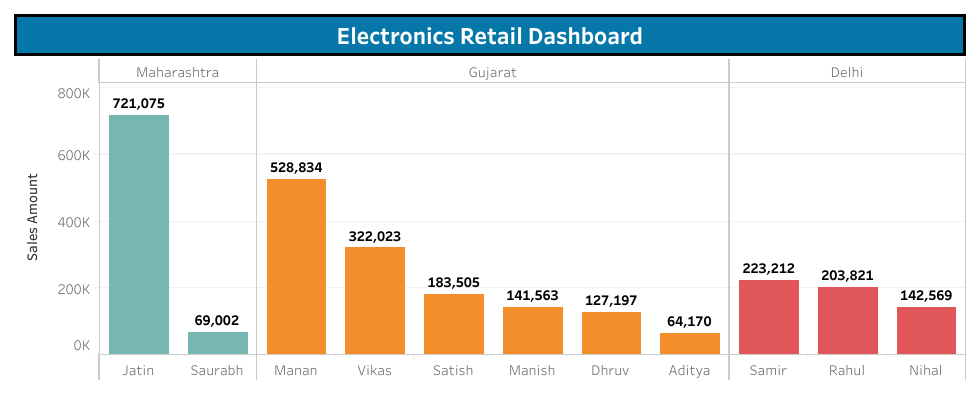 Electronics Retail Dashboard
Maharashtra Gujarat Delhi
800K
721,075
600K
528,834
Sales Amount
400K
322,023
223,212
203,821
183,505
200K
141,563
142,569
127,197
69,002
64,170
0K
Jatin Saurabh Manan Vikas Satish Manish Dhruv Aditya Samir Rahul Nihal